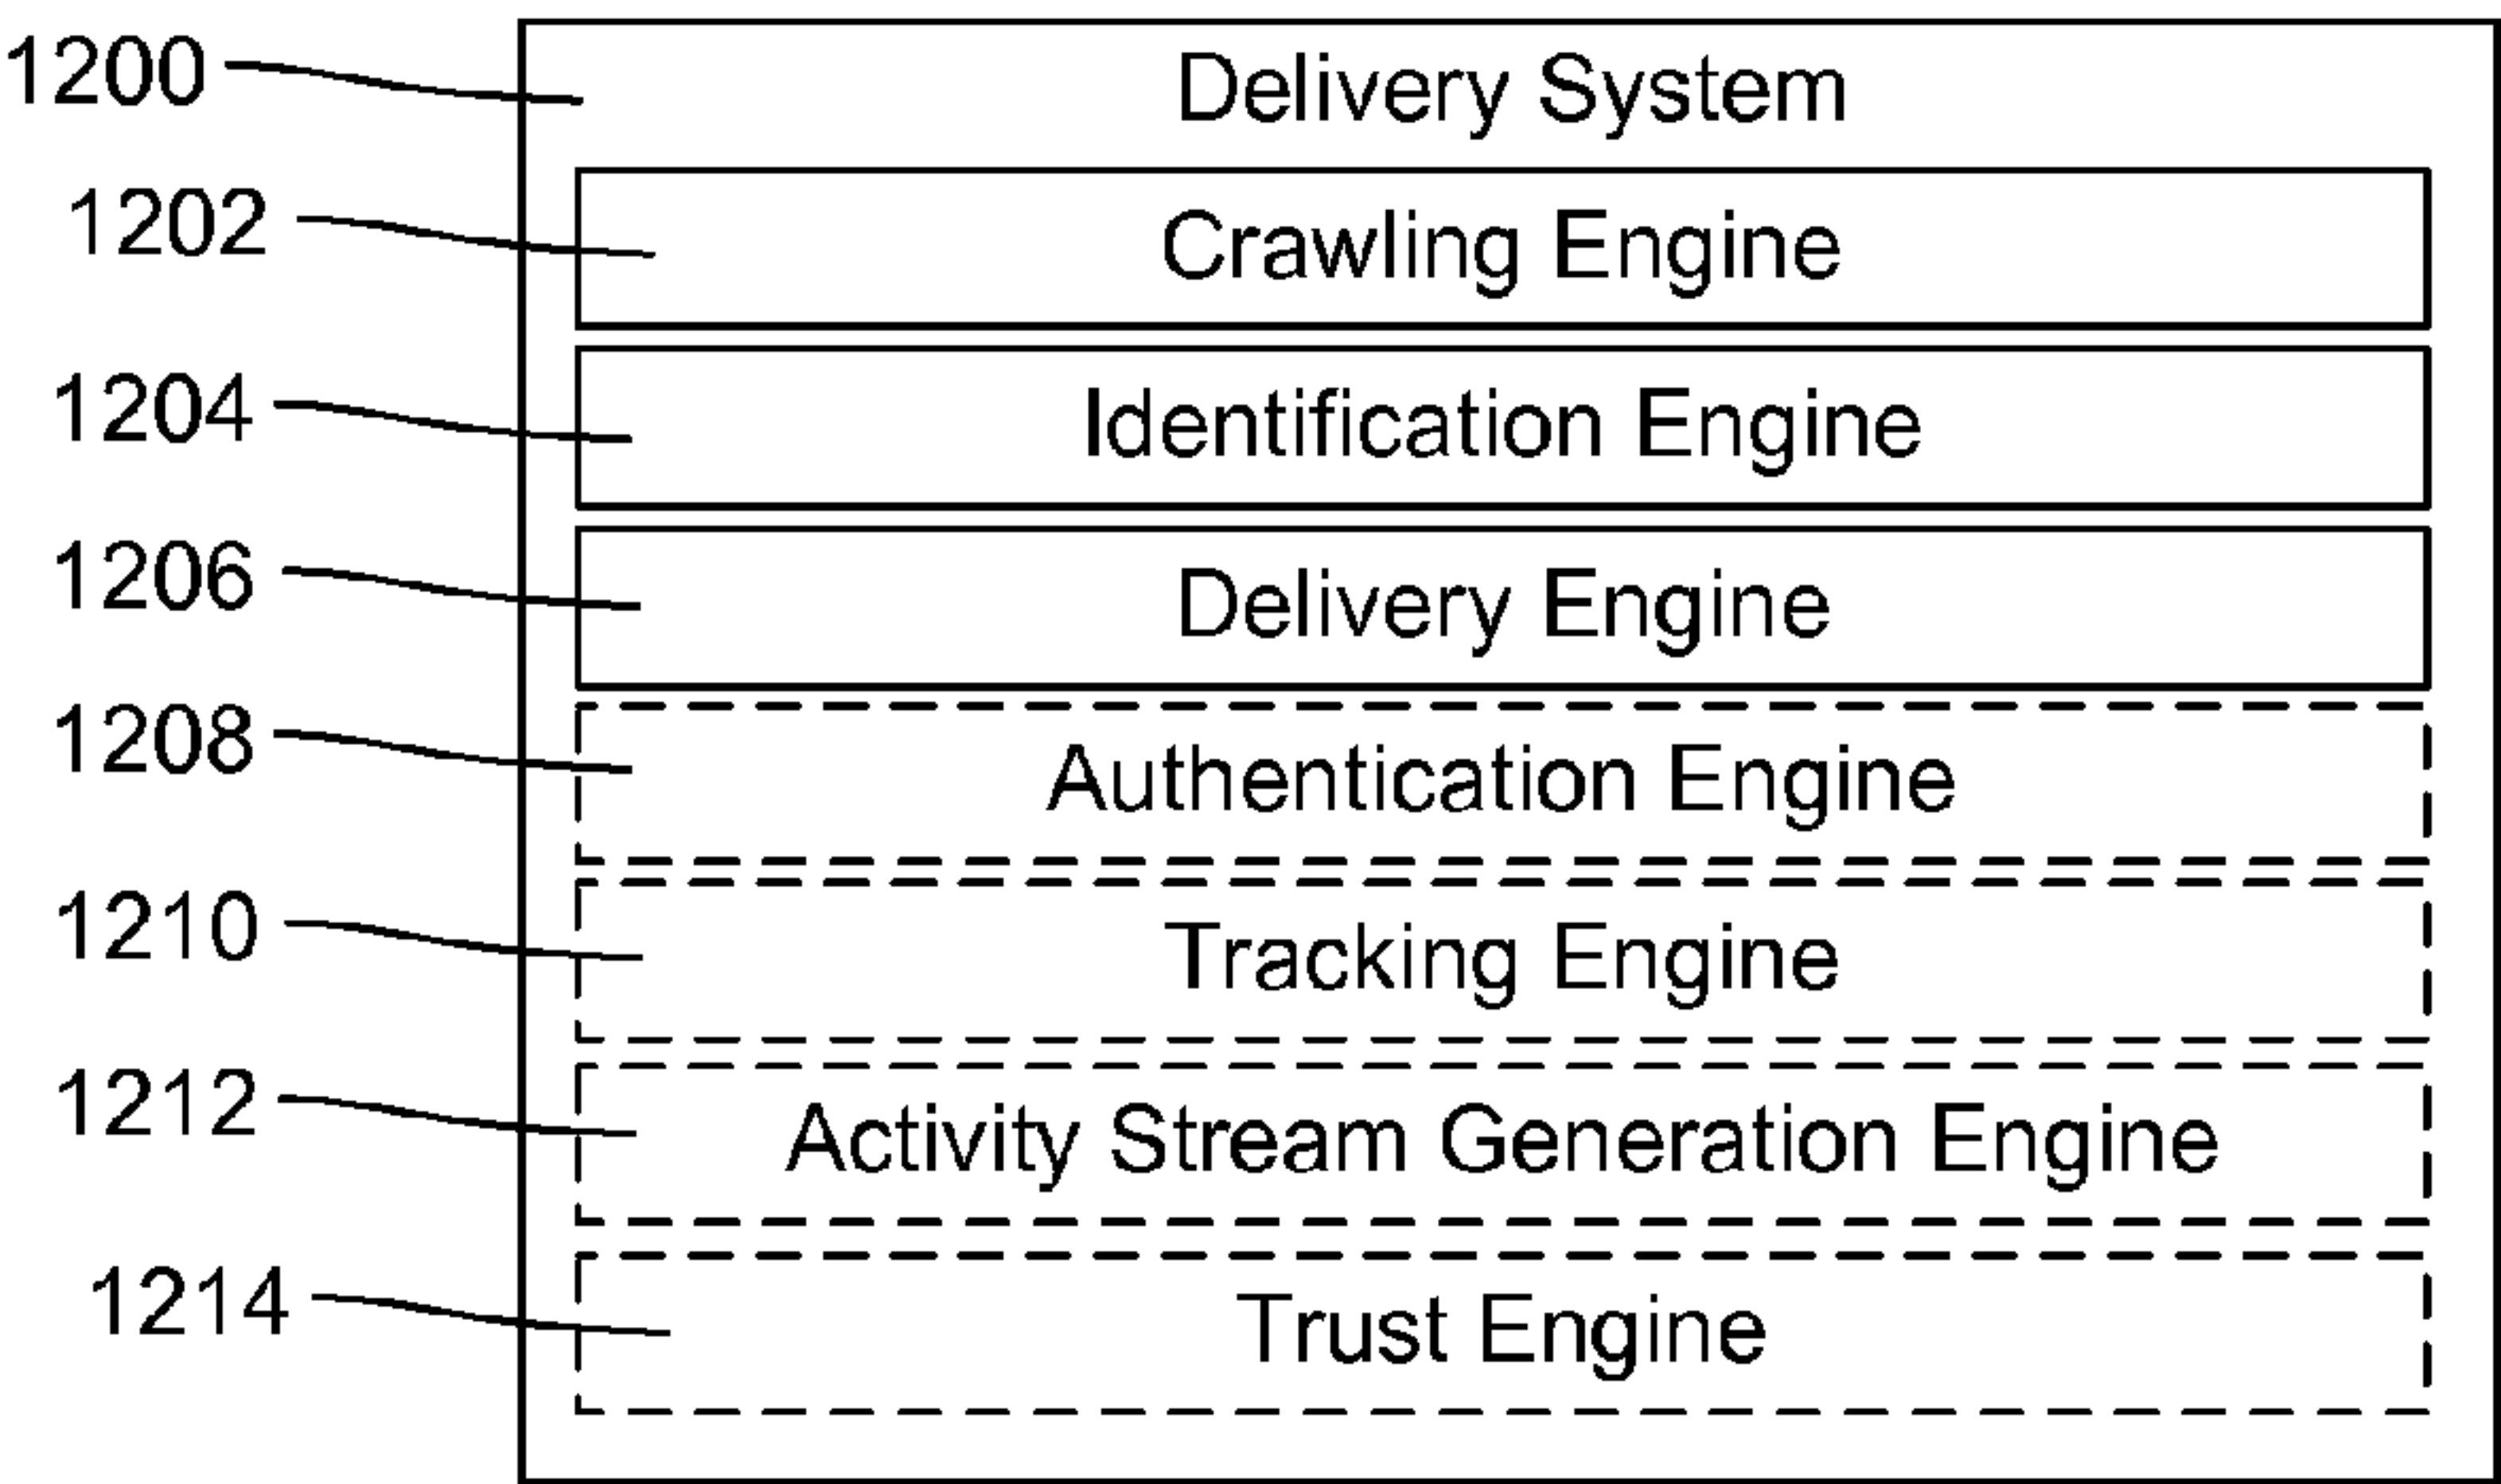 1200 Delivery System
1202 Crawling Engine
1204 Identification Engine
1206 Delivery Engine
1208 Authentication Engine
1210 Tracking Engine
1212 Activity Stream Generation Engine
1214 Trust Engine